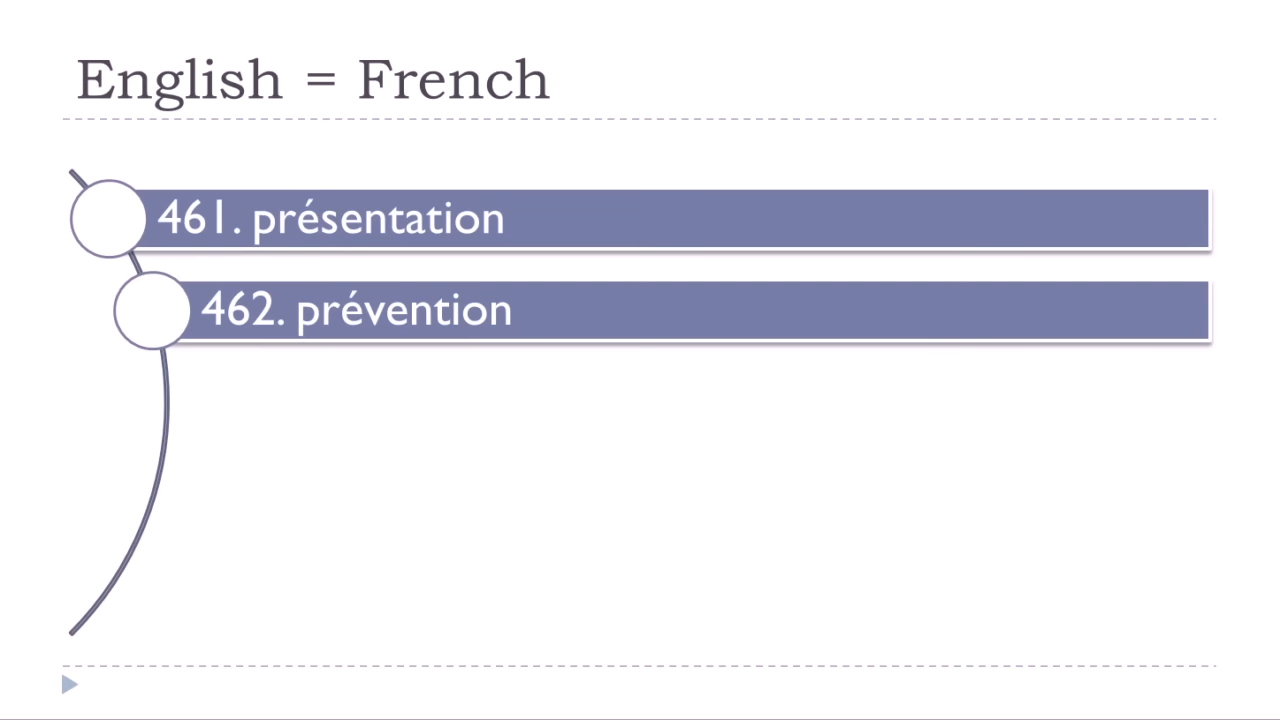 English = French
461. présentation
462. prévention